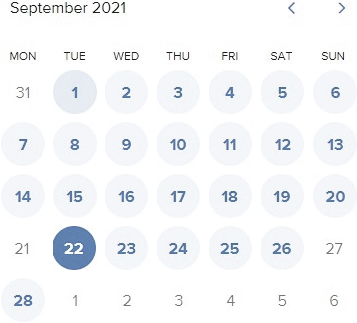 September 2021
MON TUE WED THU FRI SAT SUN
31 1 2 3 4 5 6
7 8 9 10 11 12 13
14 15 16 17 18 19 20
21 22 23 24 25 26 27
28 1 2 3 4 5 6